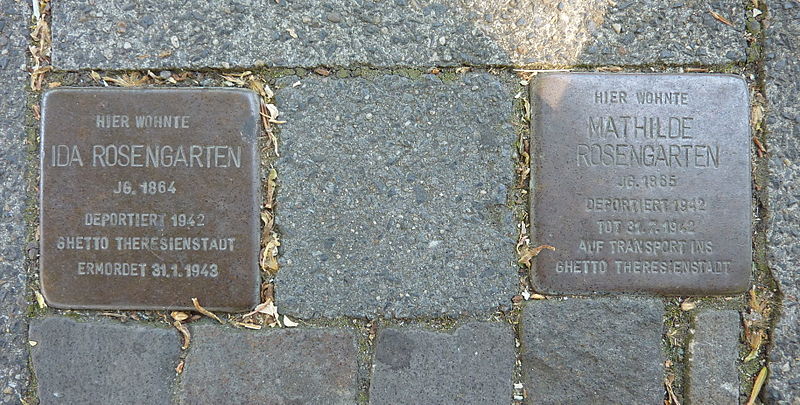 HIER WOHNTE
IDA ROSENGARTEN
JG. 1864
DEPORTIERT 1942
GHETTO THERESIENSTADT
ERMORDET 31.1.1943
HIER WOHNTE
MATHILDE
ROSENGARTEN
JG. 1865
DEPORTIERT 1942
TOT 31.7.1942
AUF TRANSPORT INS
GHETTO THERESIENSTADT